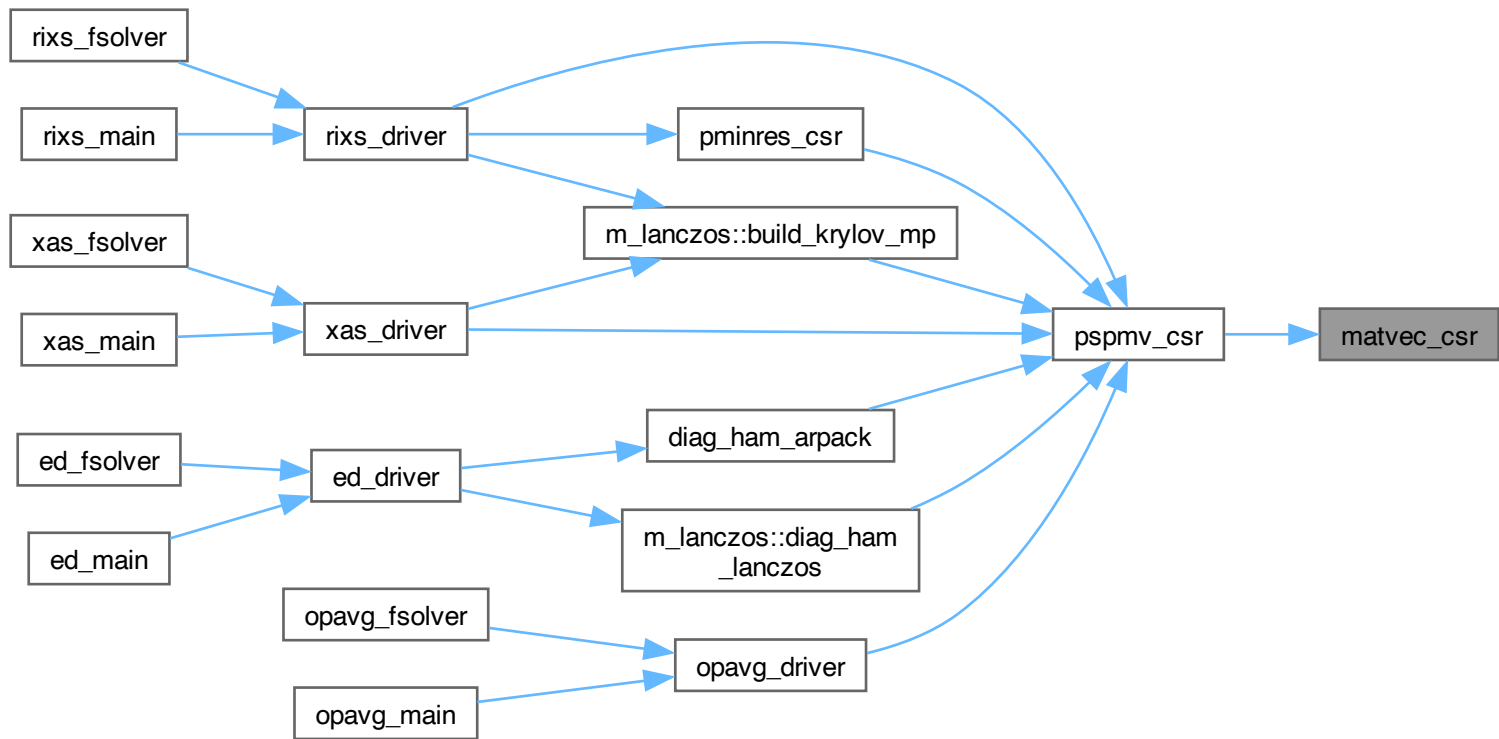 rixs_fsolver
rixs_main
rixs_driver
pminres_csr
xas_fsolver
m_lanczos::build_krylov_mp
xas_main
xas_driver
pspmv_csr
matvec_csr
ed_fsolver
ed_driver
diag_ham_arpack
ed_main
m_lanczos::diag_ham
_lanczos
opavg_fsolver
opavg_driver
opavg_main